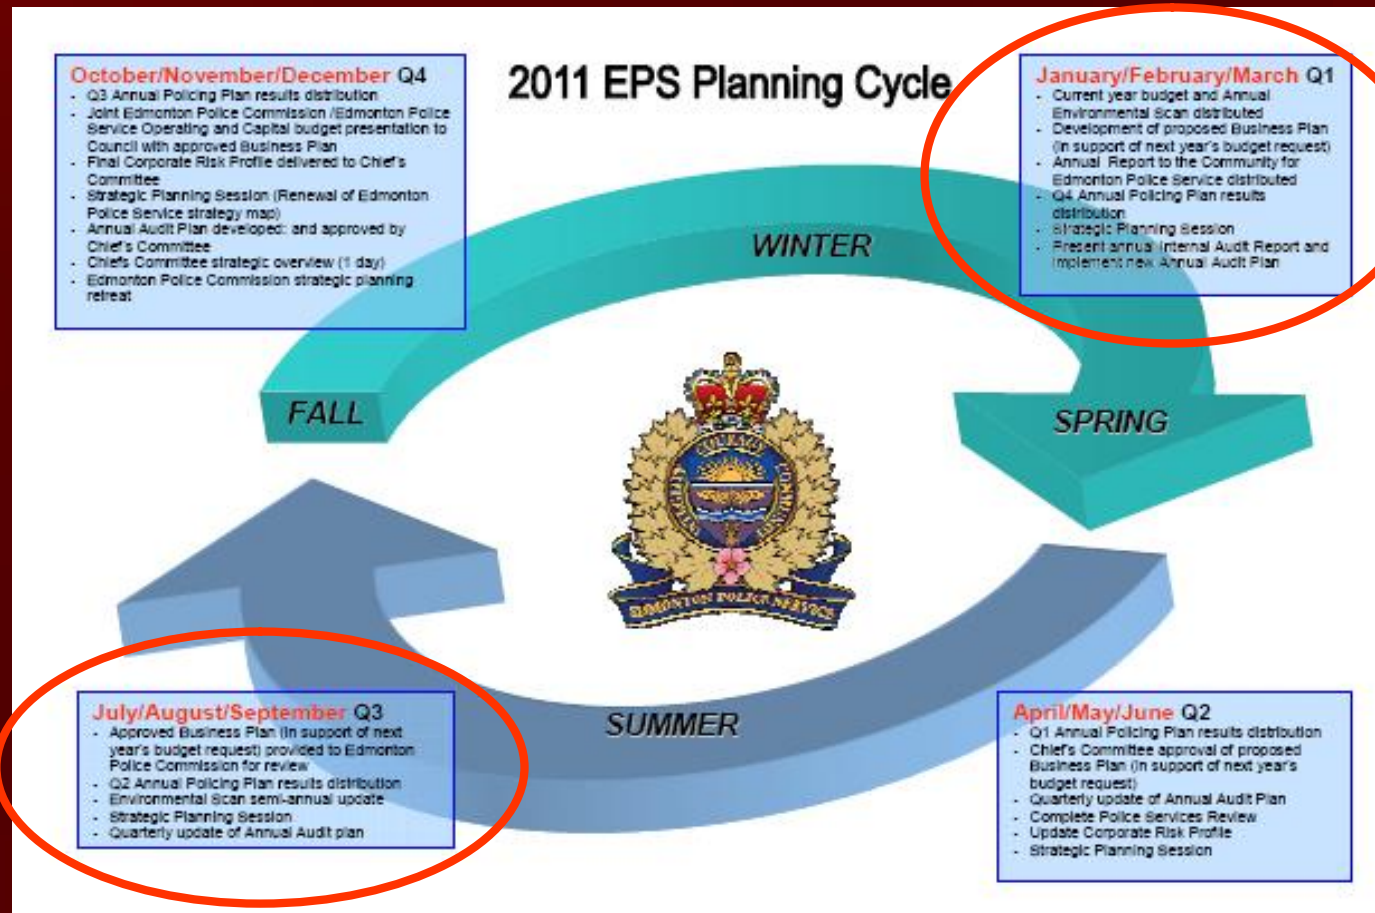 2011 EPS Planning Cycle
October/November/December Q4
- Q3 Annual Policing Plan results distribution
- Joint Edmonton Police Commission /Edmonton Police
Service Operating and Capital budget presentation to
Council with approved Business Plan
- Final Corporate Risk Profile delivered to Chief's
Committee
- Strategic Planning Session (Renewal of Edmonton
Police Service strategy map)
- Annual Audit Plan developed: and approved by
Chief's Committee
- Chiefs Committee strategic overview (1 day)
- Edmonton Police Commission strategic planning
retreat
January/February/March Q1
- Current year budget and Annual
Environmental Scan distributed
- Development of proposed Business Plan
(in support of next year's budget request)
- Annual Report to the Community for
Edmonton Police Service distributed
- Q4 Annual Policing Plan results
distribution
- Strategic Planning Session
- Present annual Internal Audit Report and
implement new Annual Audit Plan
WINTER
FALL
SPRING
COURAGE
INTEGRITY
COMMUNITY
EDMONTON POLICE SERVICE
SUMMER
July/August/September Q3
- Approved Business Plan (in support of next
year's budget request) provided to Edmonton
Police Commission for review
- Q2 Annual Policing Plan results distribution
- Environmental Scan semi-annual update
- Strategic Planning Session
- Quarterly update of Annual Audit plan
April/May/June Q2
- Q1 Annual Policing Plan results distribution
- Chief's Committee approval of proposed
Business Plan (in support of next year's
budget request)
- Quarterly update of Annual Audit Plan
- Complete Police Services Review
- Update Corporate Risk Profile
- Strategic Planning Session